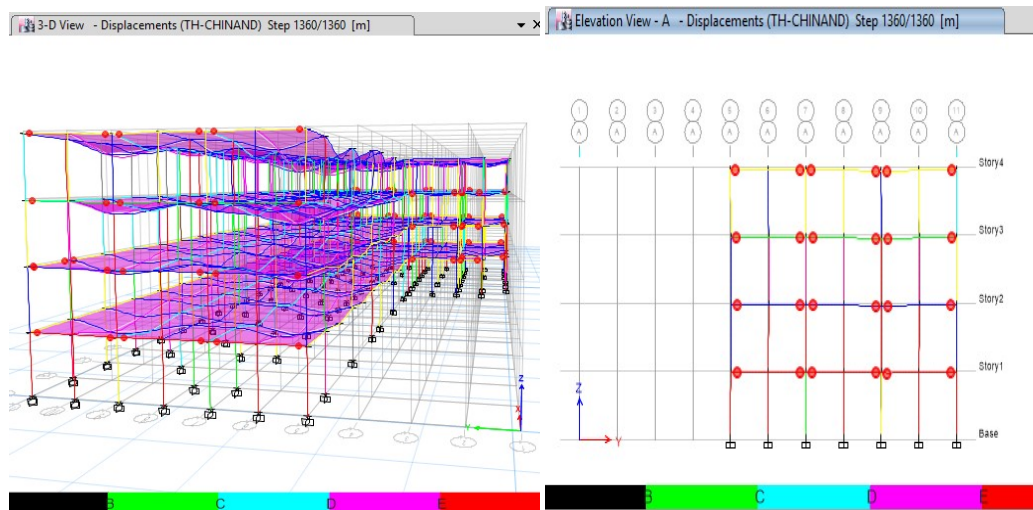 3-D View - Displacements (TH-CHINAND) Step 1360/1360 [m]
Z
X
Y
B C D E
Elevation View - A - Displacements (TH-CHINAND) Step 1360/1360 [m]
1 2 3 4 5 6 7 8 9 10 11
A A A A A A A A A A A
Story4
Story3
Story2
Story1
Base
Z
Y
B C D E